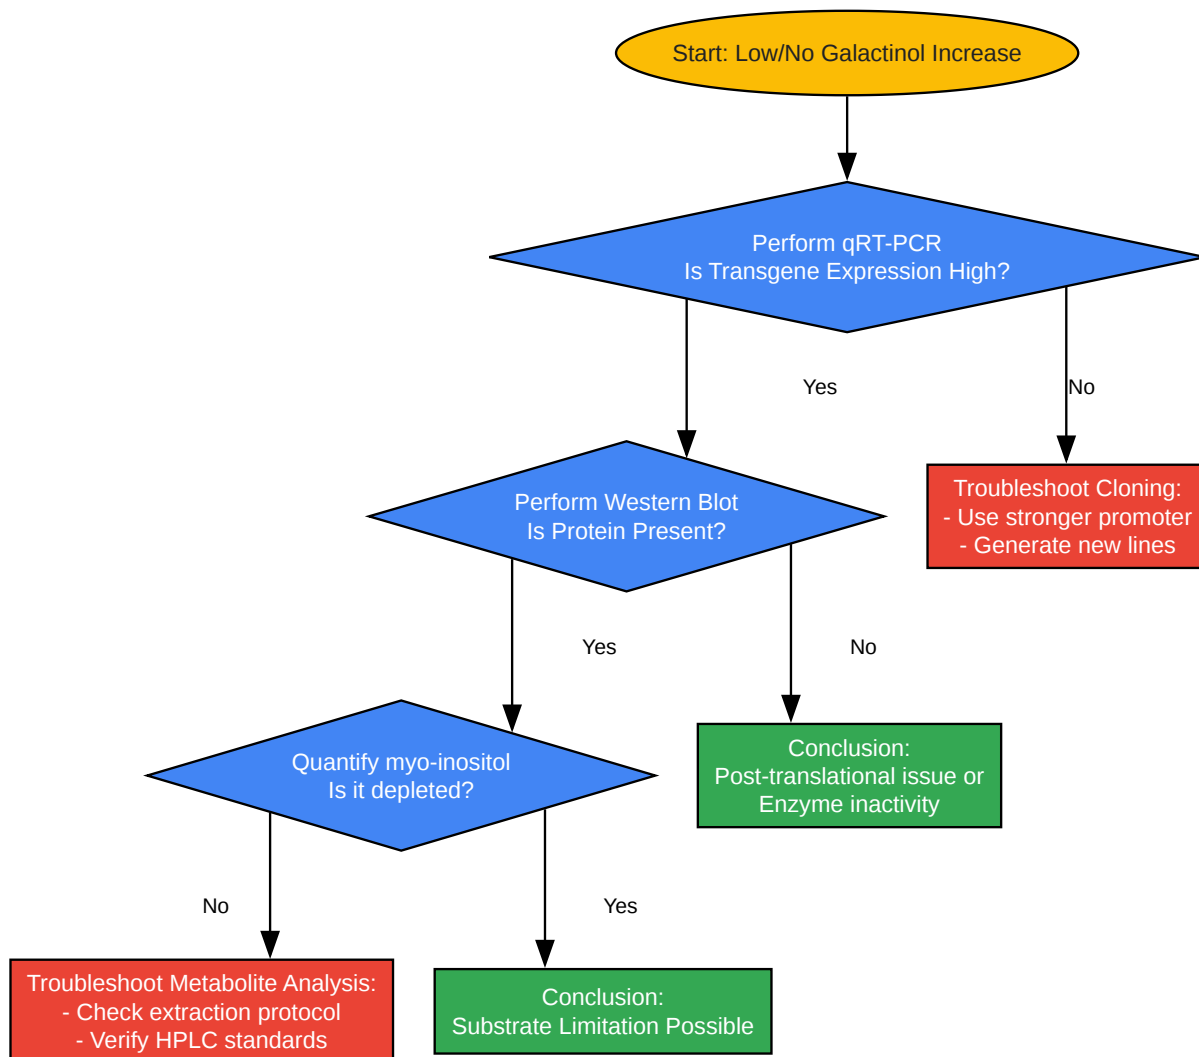 Start: Low/No Galactinol Increase
Perform qRT-PCR
Is Transgene Expression High?
Yes
No
Perform Western Blot
Is Protein Present?
Troubleshoot Cloning:
- Use stronger promoter
- Generate new lines
Yes
No
Quantify myo-inositol
Is it depleted?
Conclusion:
Post-translational issue or
Enzyme inactivity
No
Yes
Troubleshoot Metabolite Analysis:
- Check extraction protocol
- Verify HPLC standards
Conclusion:
Substrate Limitation Possible